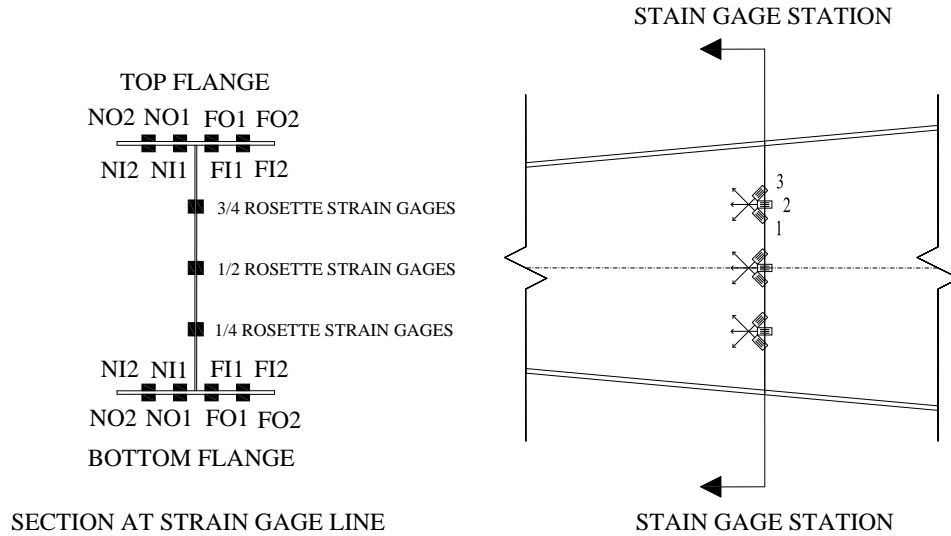 STAIN GAGE STATION
TOP FLANGE
NO2 NO1 FO1 FO2
NI2 NI1 FI1 FI2
3/4 ROSETTE STRAIN GAGES
1/2 ROSETTE STRAIN GAGES
1/4 ROSETTE STRAIN GAGES
NI2 NI1 FI1 FI2
NO2 NO1 FO1 FO2
BOTTOM FLANGE
SECTION AT STRAIN GAGE LINE
3
2
1
STAIN GAGE STATION